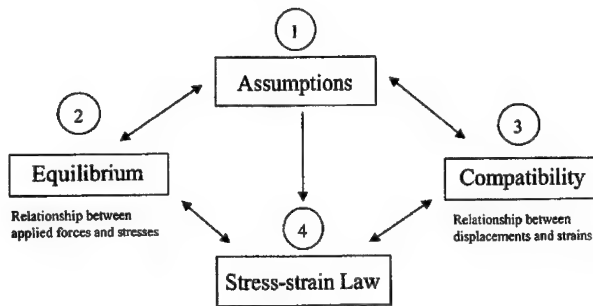 1
Assumptions
2
3
Equilibrium
Compatibility
Relationship between
applied forces and stresses
Relationship between
displacements and strains
4
Stress-strain Law